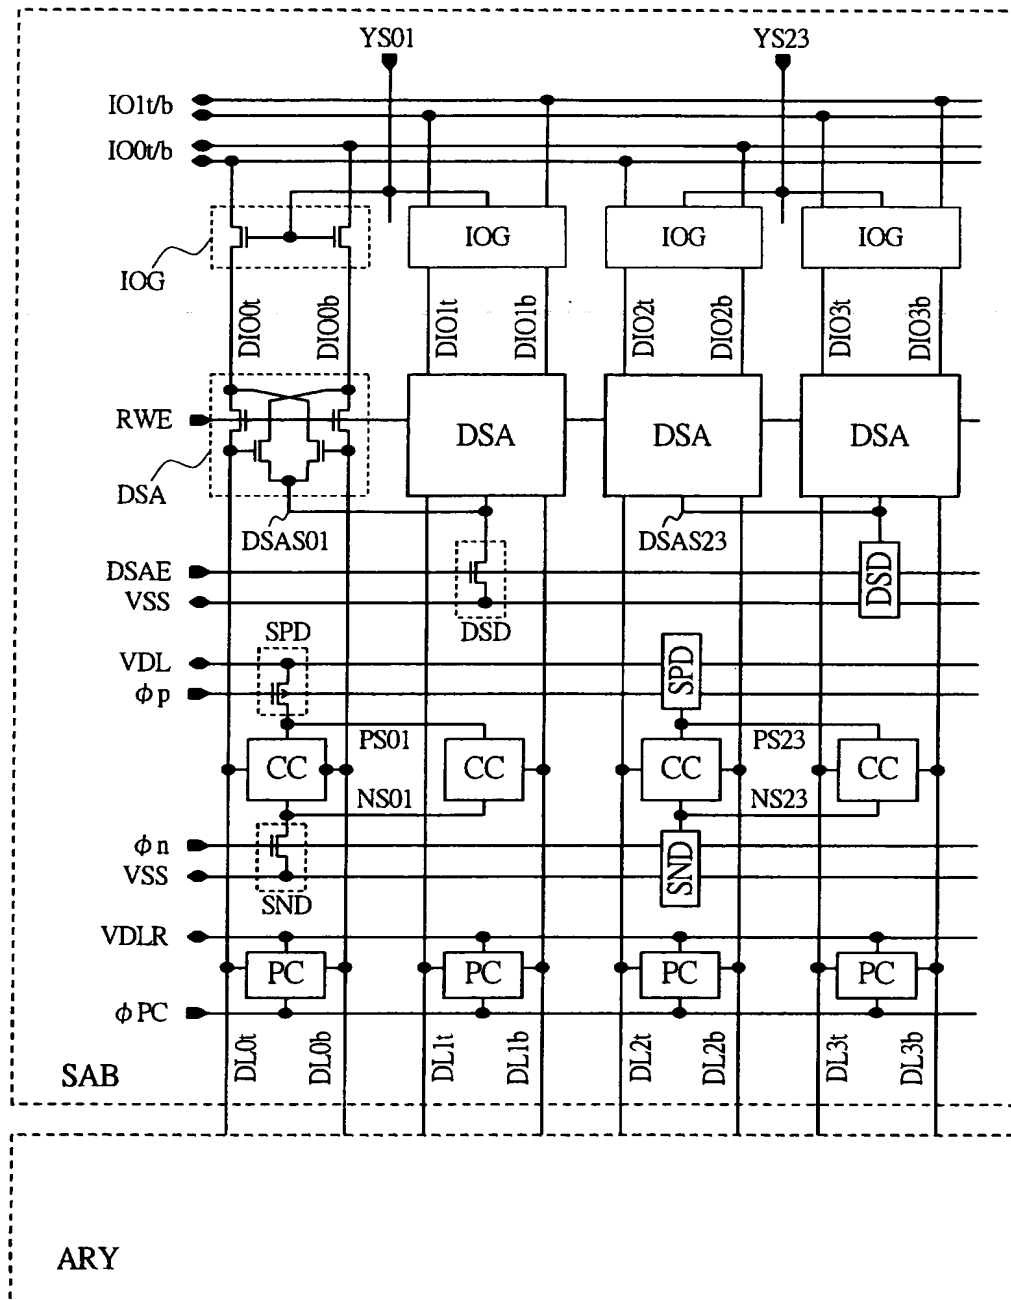 YS01 YS23
IO1t/b
IO0t/b
IOG IOG IOG
IOG
DIO0t DIO0b DIO1t DIO1b DIO2t DIO2b DIO3t DIO3b
RWE DSA DSA DSA
DSA
DSAS01 DSAS23
DSAE DSD
VSS
SPD DSD
VDL SPD
ϕp
PS01 PS23
CC CC CC CC
NS01 NS23
ϕn
VSS SND
SND
VDLR
PC PC PC PC
ϕPC
DL0t DL0b DL1t DL1b DL2t DL2b DL3t DL3b
SAB
ARY